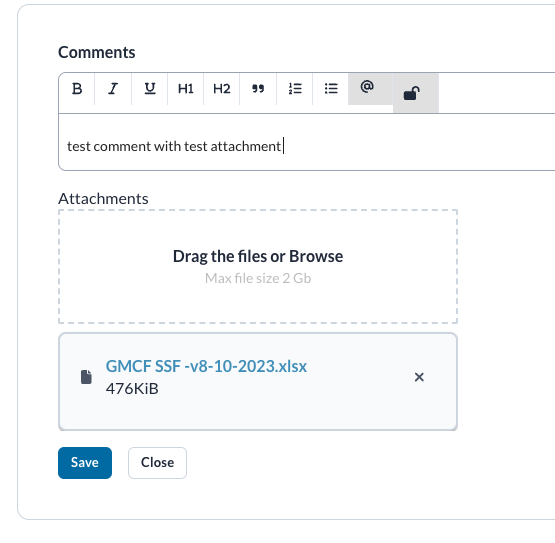 Comments
B I U H1 H2 @
test comment with test attachment
Attachments
Drag the files or Browse
Max file size 2 Gb
GMCF SSF -v8-10-2023.xlsx
476KiB
Save Close